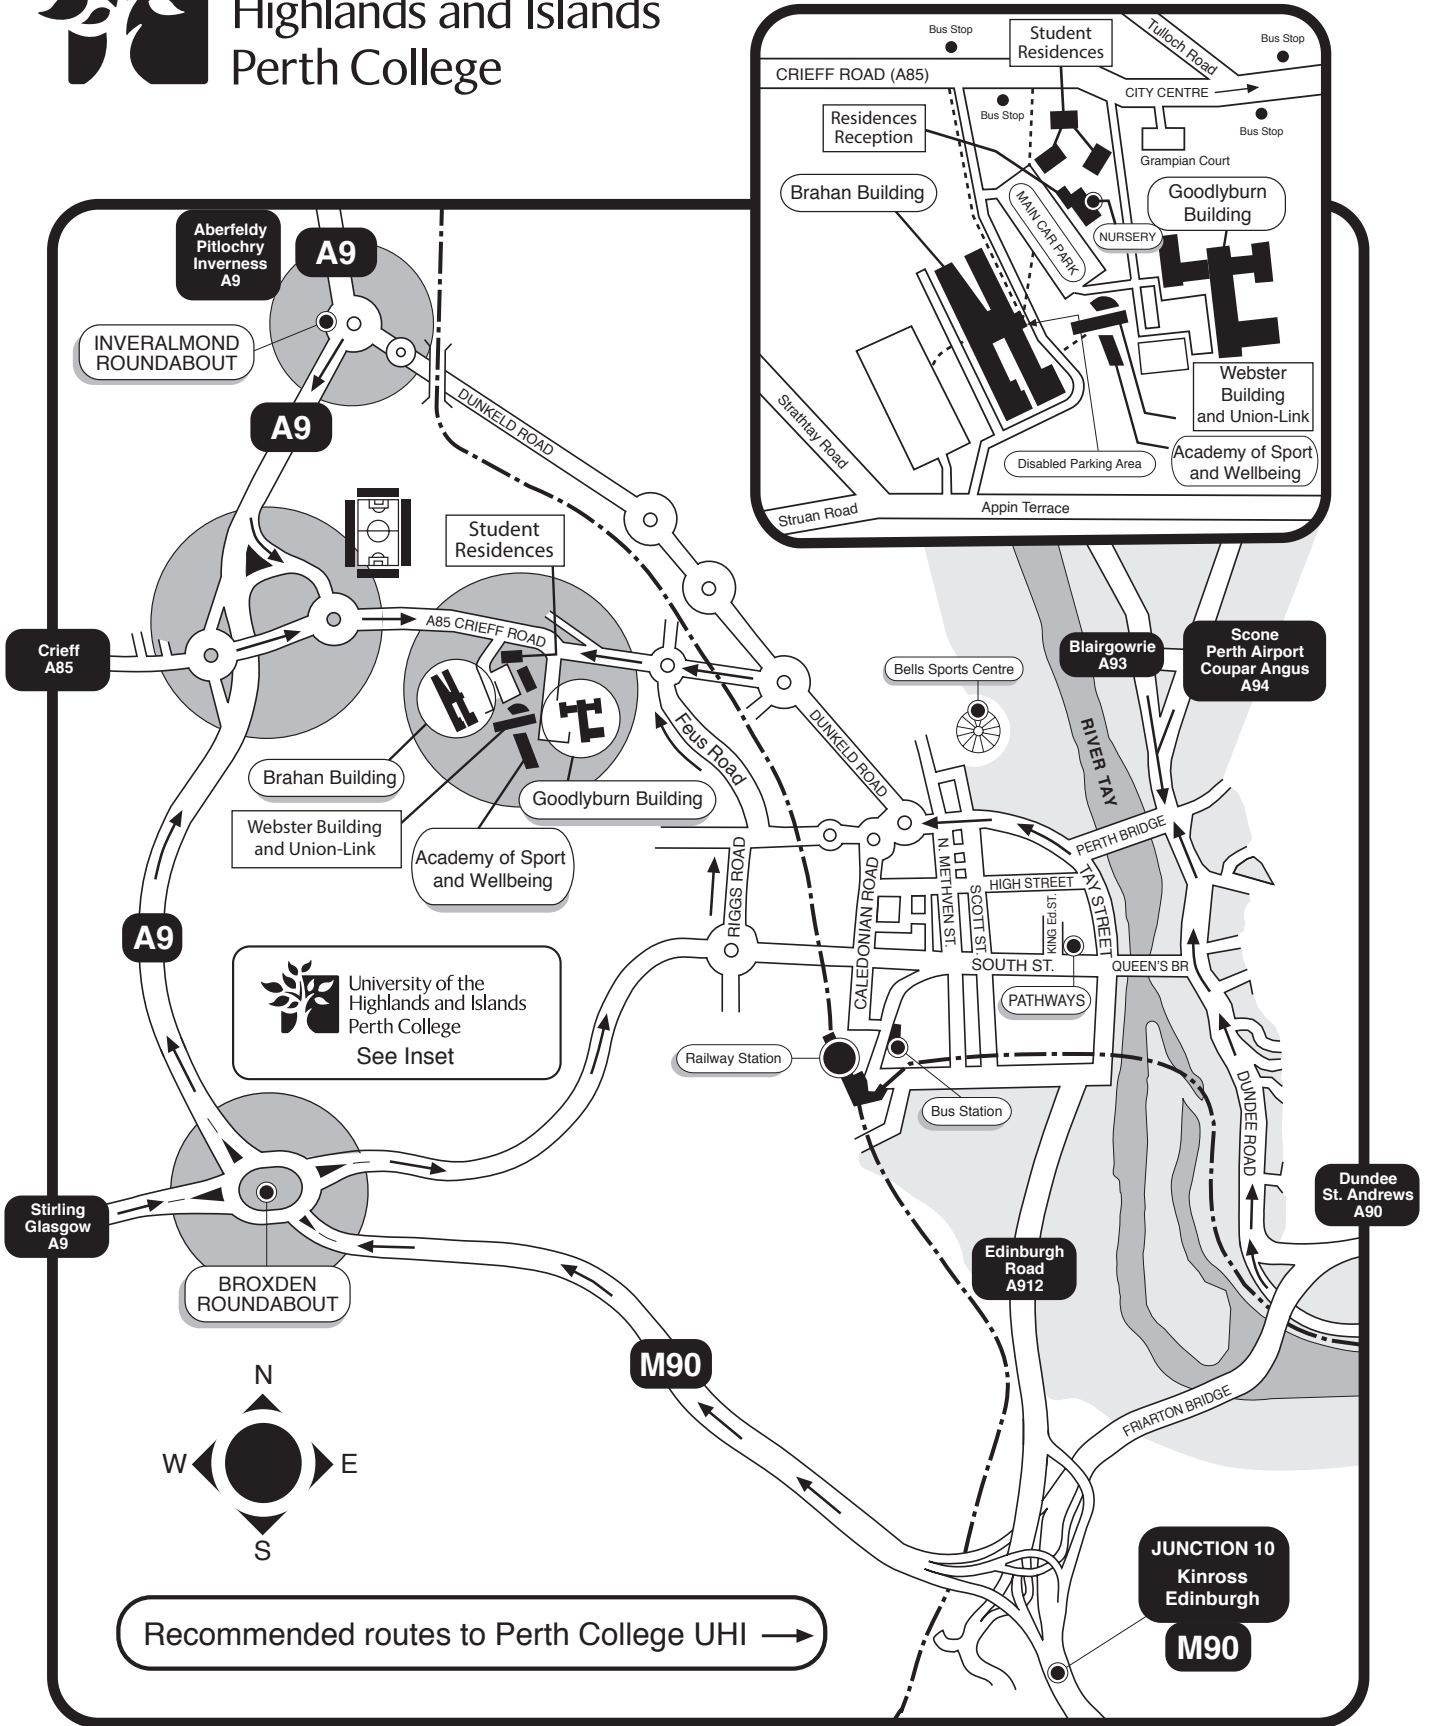 Highlands and Islands
Perth College
Bus Stop
Student
Residences
Tulloch Road
Bus Stop
CRIEFF ROAD (A85)
CITY CENTRE
Residences
Reception
Bus Stop
Bus Stop
Grampian Court
Brahan Building
MAIN CAR PARK
Goodlyburn
Building
NURSERY
Webster
Building
and Union-Link
Strathtay Road
Disabled Parking Area
Academy of Sport
and Wellbeing
Struan Road
Appin Terrace
Aberfeldy
Pitlochry
Inverness
A9
A9
INVERALMOND
ROUNDABOUT
A9
DUNKELD ROAD
Student
Residences
A85 CRIEFF ROAD
Crieff
A85
Blairgowrie
A93
Scone
Perth Airport
Coupar Angus
A94
Bells Sports Centre
RIVER TAY
Feus Road
DUNKELD ROAD
Brahan Building
Goodlyburn Building
Webster Building
and Union-Link
Academy of Sport
and Wellbeing
PERTH BRIDGE
RIGGS ROAD
CALEDONIAN ROAD
N. METHVEN ST.
SCOTT ST.
HIGH STREET
KING Ed.ST.
TAY STREET
A9
SOUTH ST.
QUEEN'S BR
PATHWAYS
University of the
Highlands and Islands
Perth College
See Inset
Railway Station
Bus Station
DUNDEE ROAD
Stirling
Glasgow
A9
Dundee
St. Andrews
A90
Edinburgh
Road
A912
BROXDEN
ROUNDABOUT
M90
FRIARTON BRIDGE
N
W
E
S
JUNCTION 10
Kinross
Edinburgh
M90
Recommended routes to Perth College UHI